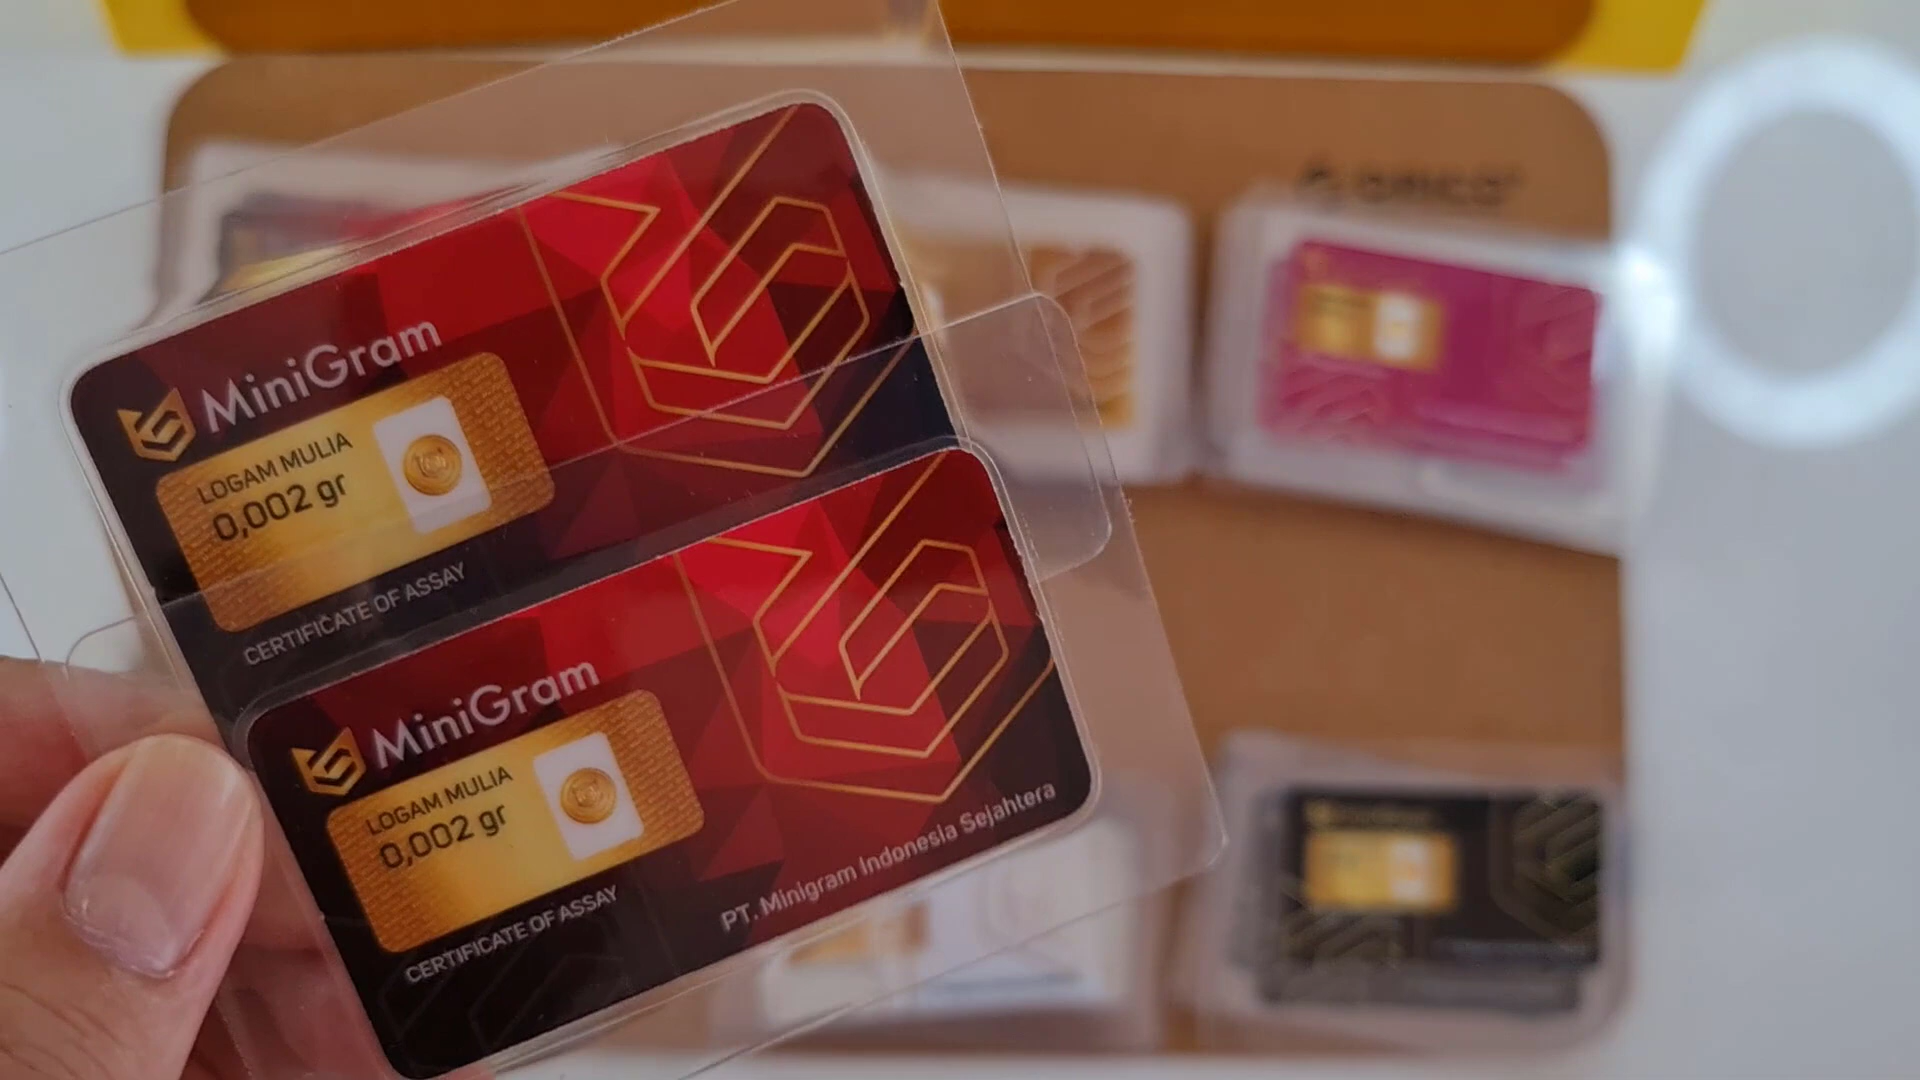 MiniGram
LOGAM MULIA
0,002 gr
CERTIFICATE OF ASSAY
MiniGram
LOGAM MULIA
0,002 gr
CERTIFICATE OF ASSAY
PT. Minigram Indonesia Sejahtera
ORICO